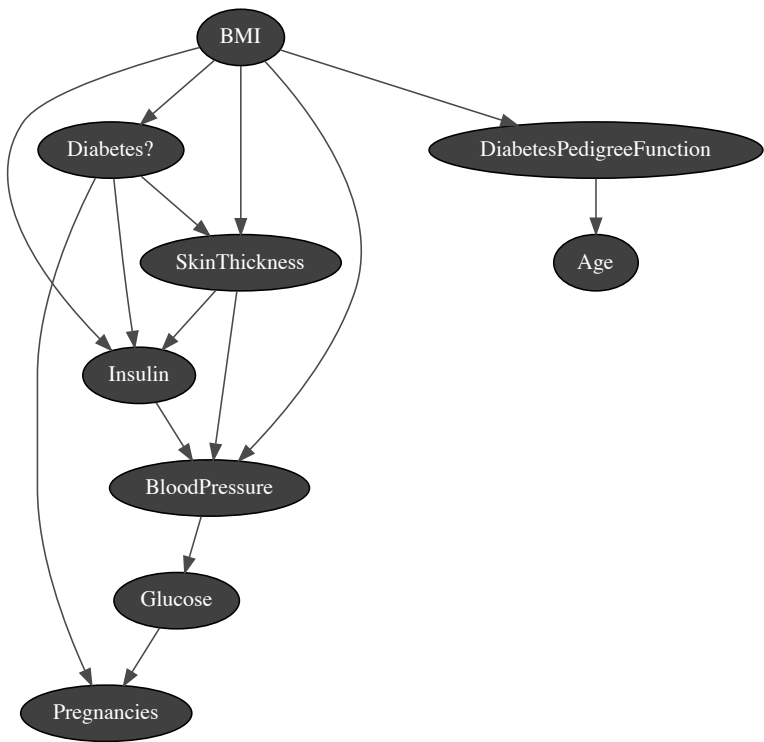 BMI
Diabetes?
DiabetesPedigreeFunction
SkinThickness
Age
Insulin
BloodPressure
Glucose
Pregnancies